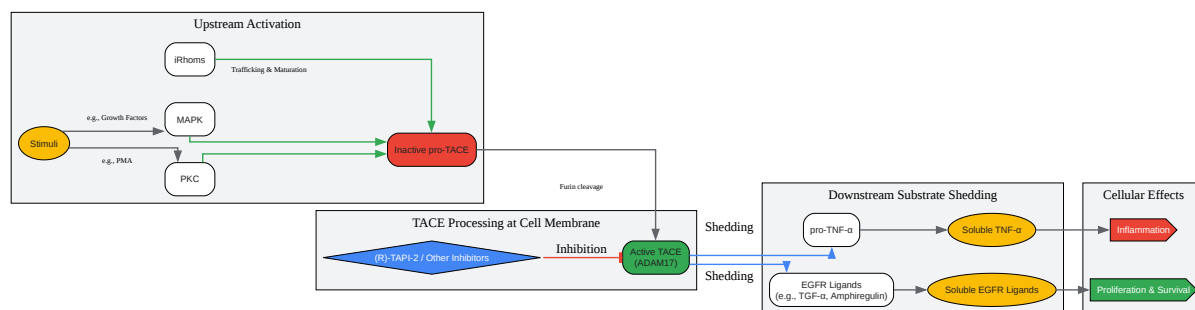 Upstream Activation
iRhoms
Trafficking & Maturation
e.g., Growth Factors
MAPK
Stimuli
Inactive pro-TACE
e.g., PMA
PKC
Furin cleavage
TACE Processing at Cell Membrane
(R)-TAPI-2 / Other Inhibitors
Inhibition
Active TACE
(ADAM17)
Shedding
Shedding
Downstream Substrate Shedding
pro-TNF-α
Soluble TNF-α
EGFR Ligands
(e.g., TGF-α, Amphiregulin)
Soluble EGFR Ligands
Cellular Effects
Inflammation
Proliferation & Survival